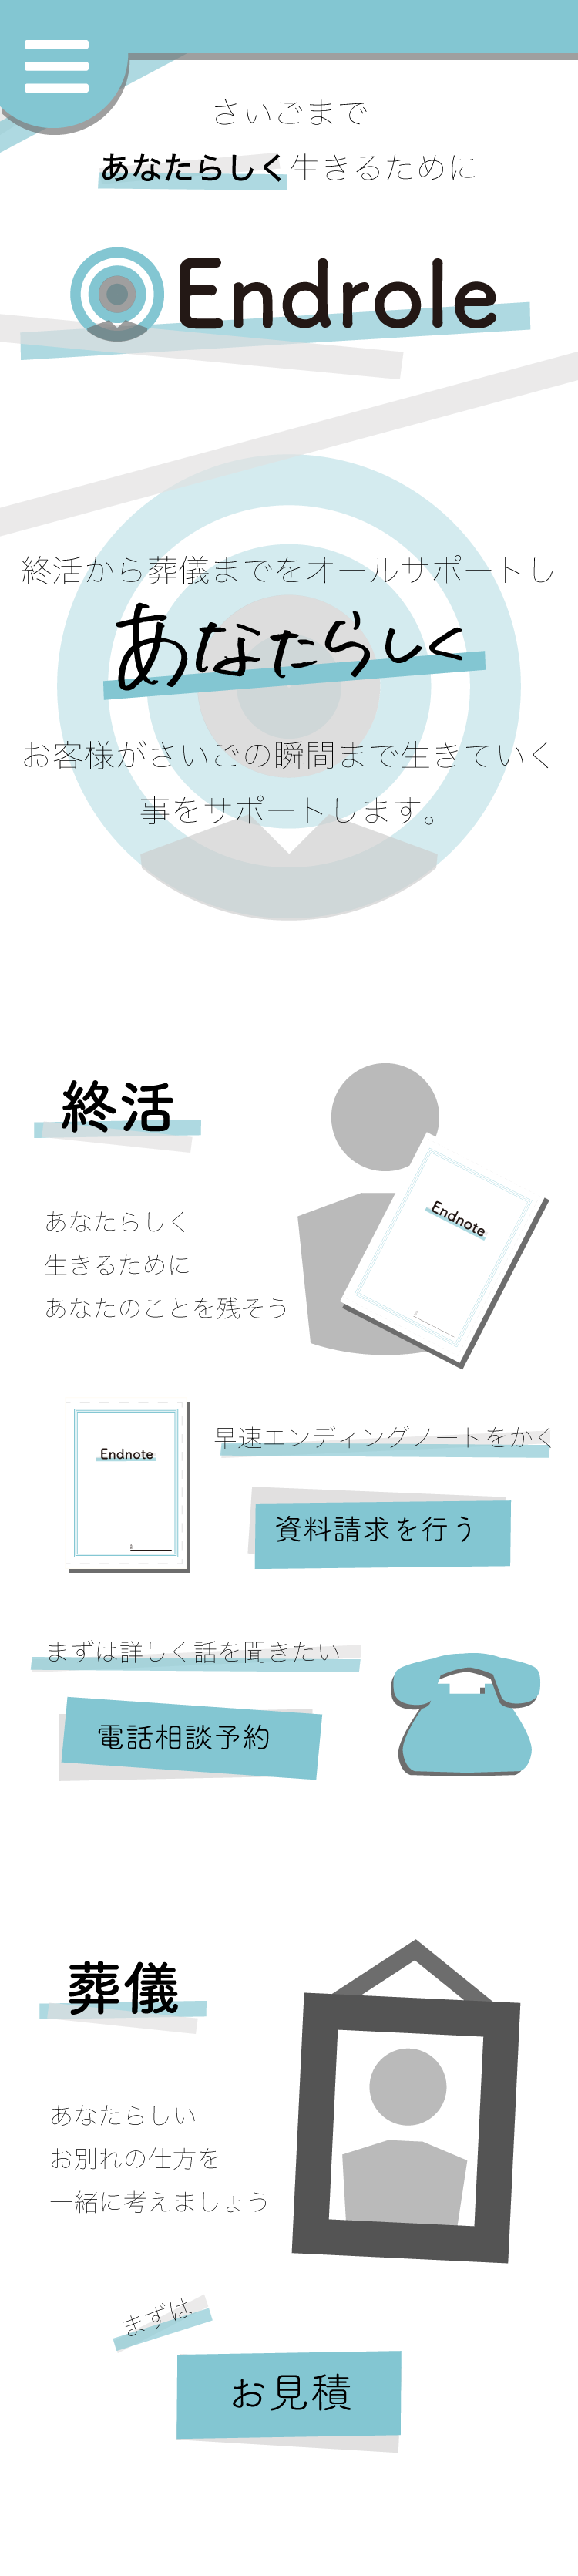 さいごまで
あなたらしく生きるために
Endrole
終活から葬儀までをオールサポートし
あなたらしく
お客様がさいごの瞬間まで生きていく
事をサポートします。
終活
Endnote
あなたらしく
生きるために
あなたのことを残そう
早速エンディングノートをかく
Endnote
資料請求を行う
まずは詳しく話を聞きたい
電話相談予約
葬儀
あなたらしい
お別れの仕方を
一緒に考えましょう
まずは
お見積